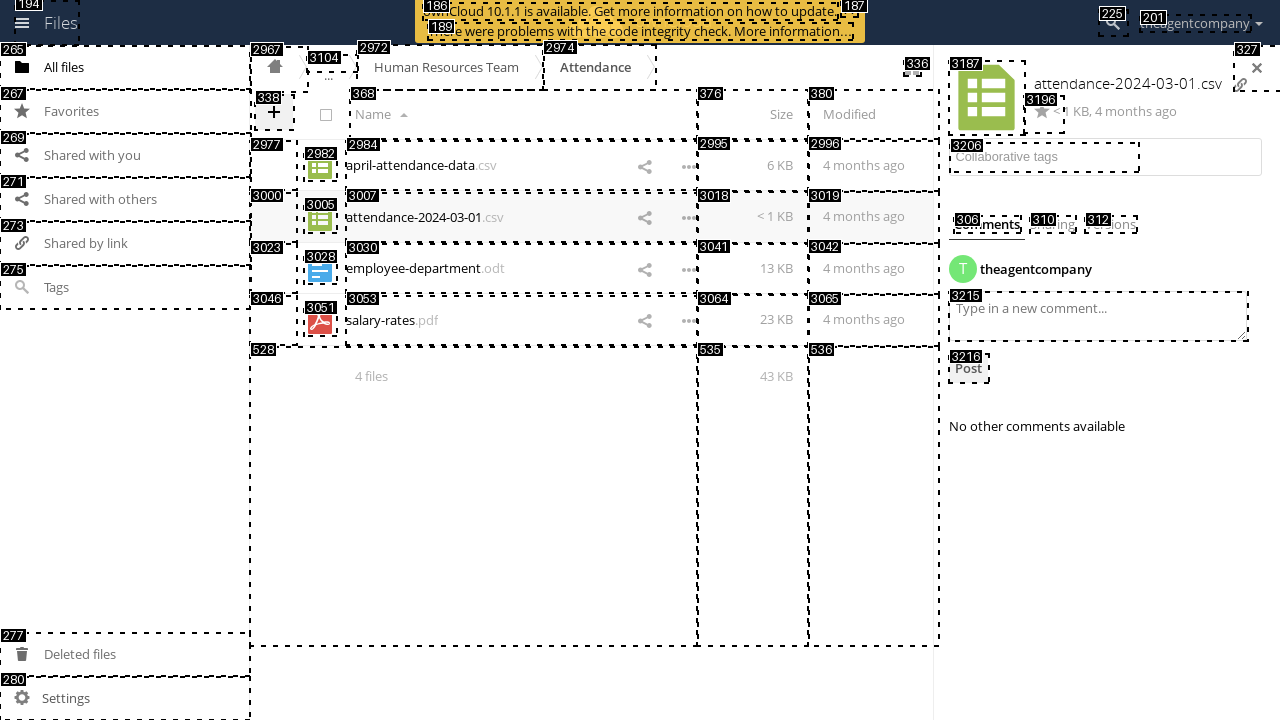 194
Files
186
ownCloud 10.1.1 is available. Get more information on how to update.
187
189
There were problems with the code integrity check. More information…
225
201
theagentcompany
265
All files
267
Favorites
269
Shared with you
271
Shared with others
273
Shared by link
275
Tags
277
Deleted files
280
Settings
2967
3104
...
2972
Human Resources Team
2974
Attendance
336
338
+
368
Name
376
Size
380
Modified
2977
2982
2984
april-attendance-data.csv
2995
6 KB
2996
4 months ago
3000
3005
3007
attendance-2024-03-01.csv
3018
< 1 KB
3019
4 months ago
3023
3028
3030
employee-department.odt
3041
13 KB
3042
4 months ago
3046
3051
3053
salary-rates.pdf
3064
23 KB
3065
4 months ago
528
4 files
535
43 KB
536
327
3187
attendance-2024-03-01.csv
3196
< 1 KB, 4 months ago
3206
Collaborative tags
306
Comments
310
Sharing
312
Versions
T
theagentcompany
3215
Type in a new comment...
3216
Post
No other comments available